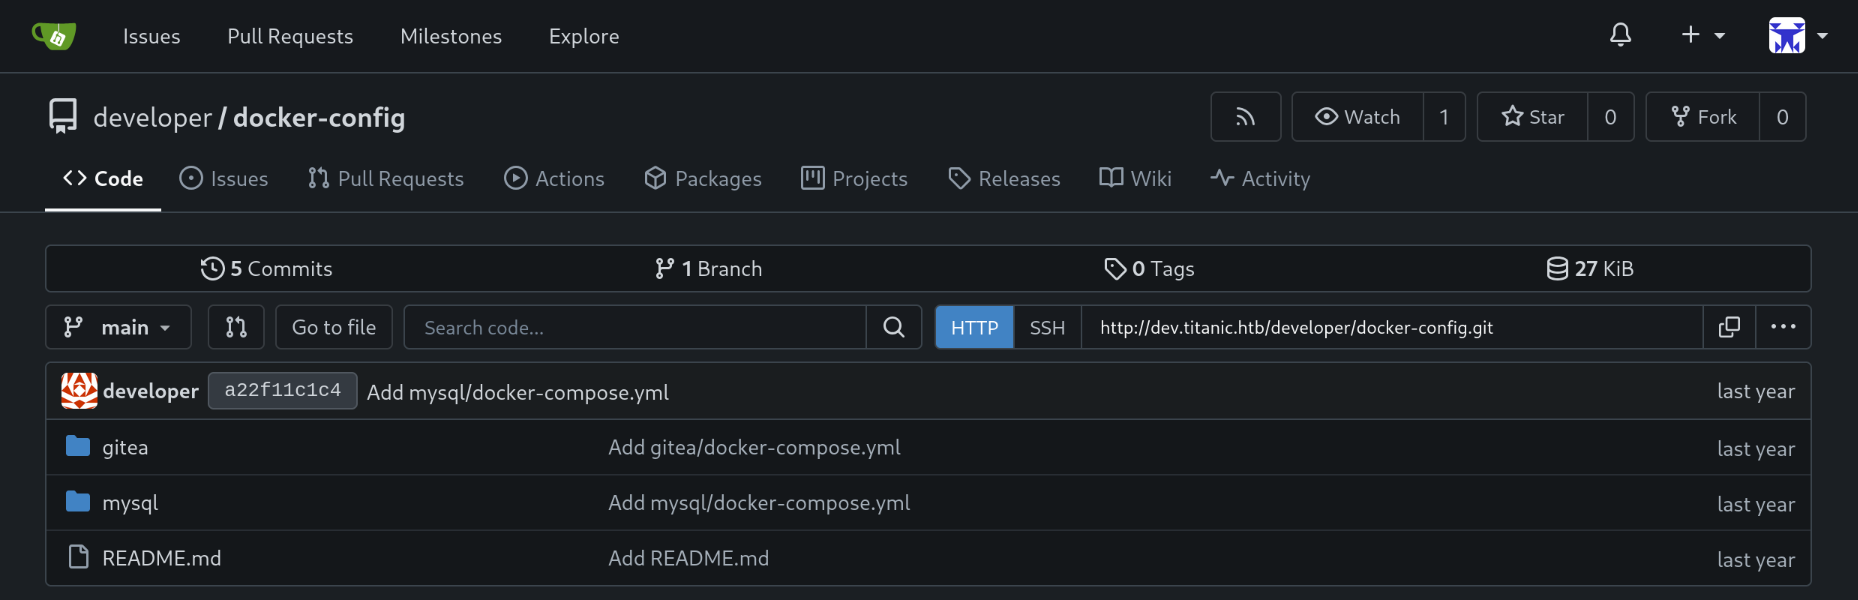 Issues Pull Requests Milestones Explore
developer / docker-config Watch 1 Star 0 Fork 0
Code Issues Pull Requests Actions Packages Projects Releases Wiki Activity
5 Commits 1 Branch 0 Tags 27 KiB
main Go to file Search code... HTTP SSH http://dev.titanic.htb/developer/docker-config.git
developer a22f11c1c4 Add mysql/docker-compose.yml last year
gitea Add gitea/docker-compose.yml last year
mysql Add mysql/docker-compose.yml last year
README.md Add README.md last year